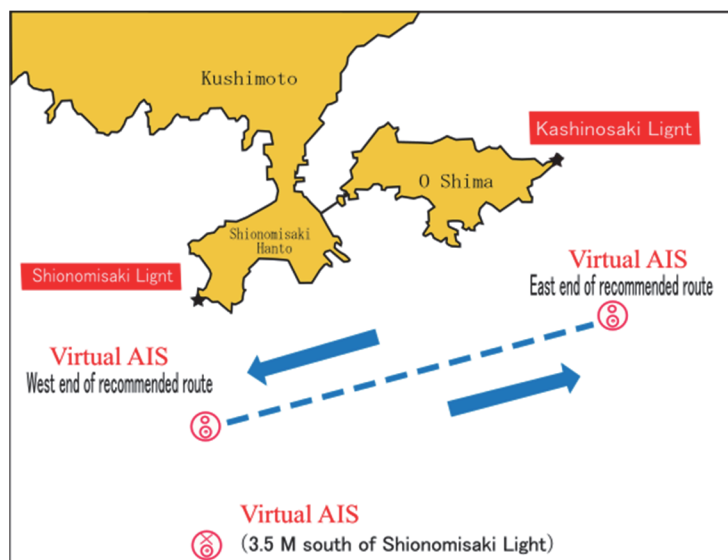 Kushimoto
Kashinosaki Lignt
O Shima
Shionomisaki
Hanto
Virtual AIS
East end of recommended route
Shionomisaki Lignt
Virtual AIS
West end of recommended route
Virtual AIS
(3.5 M south of Shionomisaki Light)